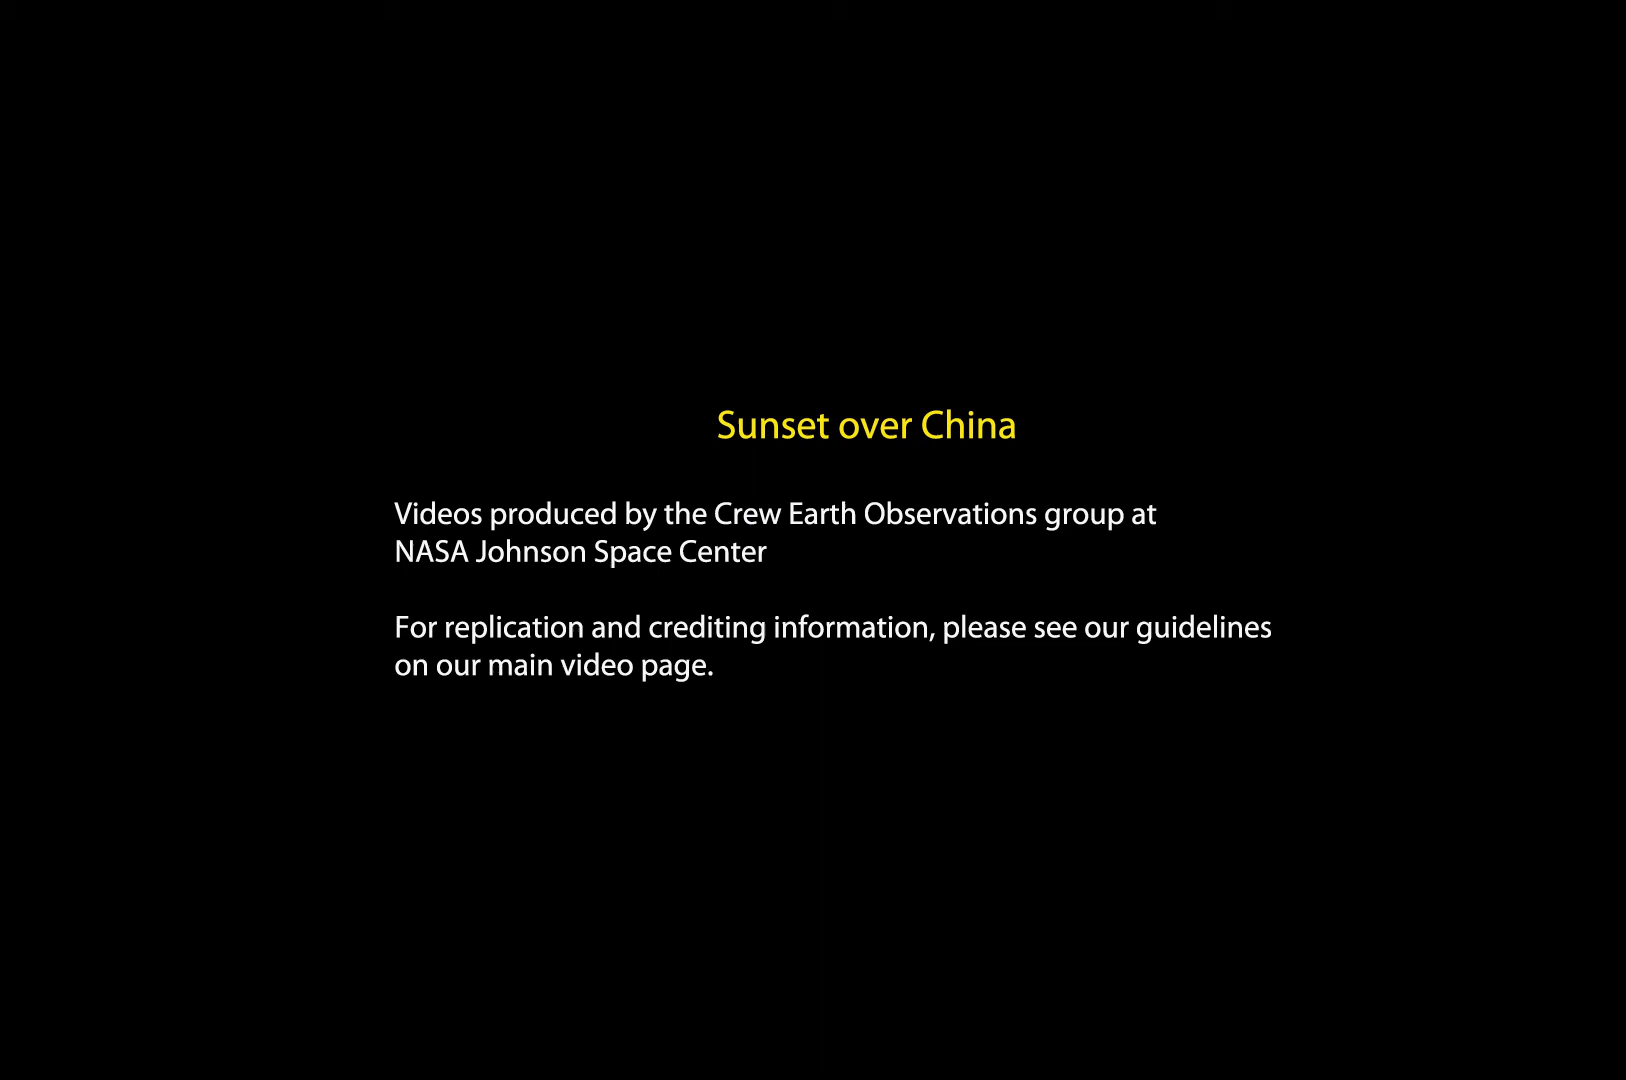 Sunset over China
Videos produced by the Crew Earth Observations group at
NASA Johnson Space Center
For replication and crediting information, please see our guidelines
on our main video page.